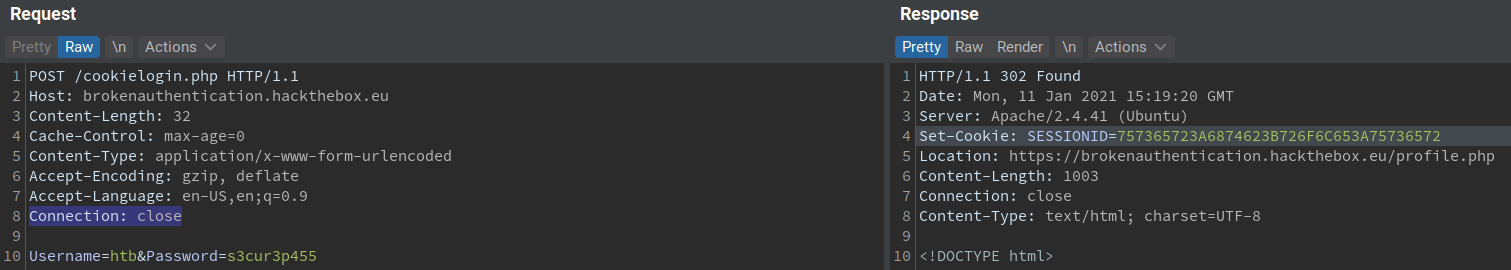 Request
Pretty Raw \n Actions
1 POST /cookielogin.php HTTP/1.1
2 Host: brokenauthentication.hackthebox.eu
3 Content-Length: 32
4 Cache-Control: max-age=0
5 Content-Type: application/x-www-form-urlencoded
6 Accept-Encoding: gzip, deflate
7 Accept-Language: en-US,en;q=0.9
8 Connection: close
9
10 Username=htb&Password=s3cur3p455
Response
Pretty Raw Render \n Actions
1 HTTP/1.1 302 Found
2 Date: Mon, 11 Jan 2021 15:19:20 GMT
3 Server: Apache/2.4.41 (Ubuntu)
4 Set-Cookie: SESSIONID=757365723A6874623B726F6C653A75736572
5 Location: https://brokenauthentication.hackthebox.eu/profile.php
6 Content-Length: 1003
7 Connection: close
8 Content-Type: text/html; charset=UTF-8
9
10 <!DOCTYPE html>